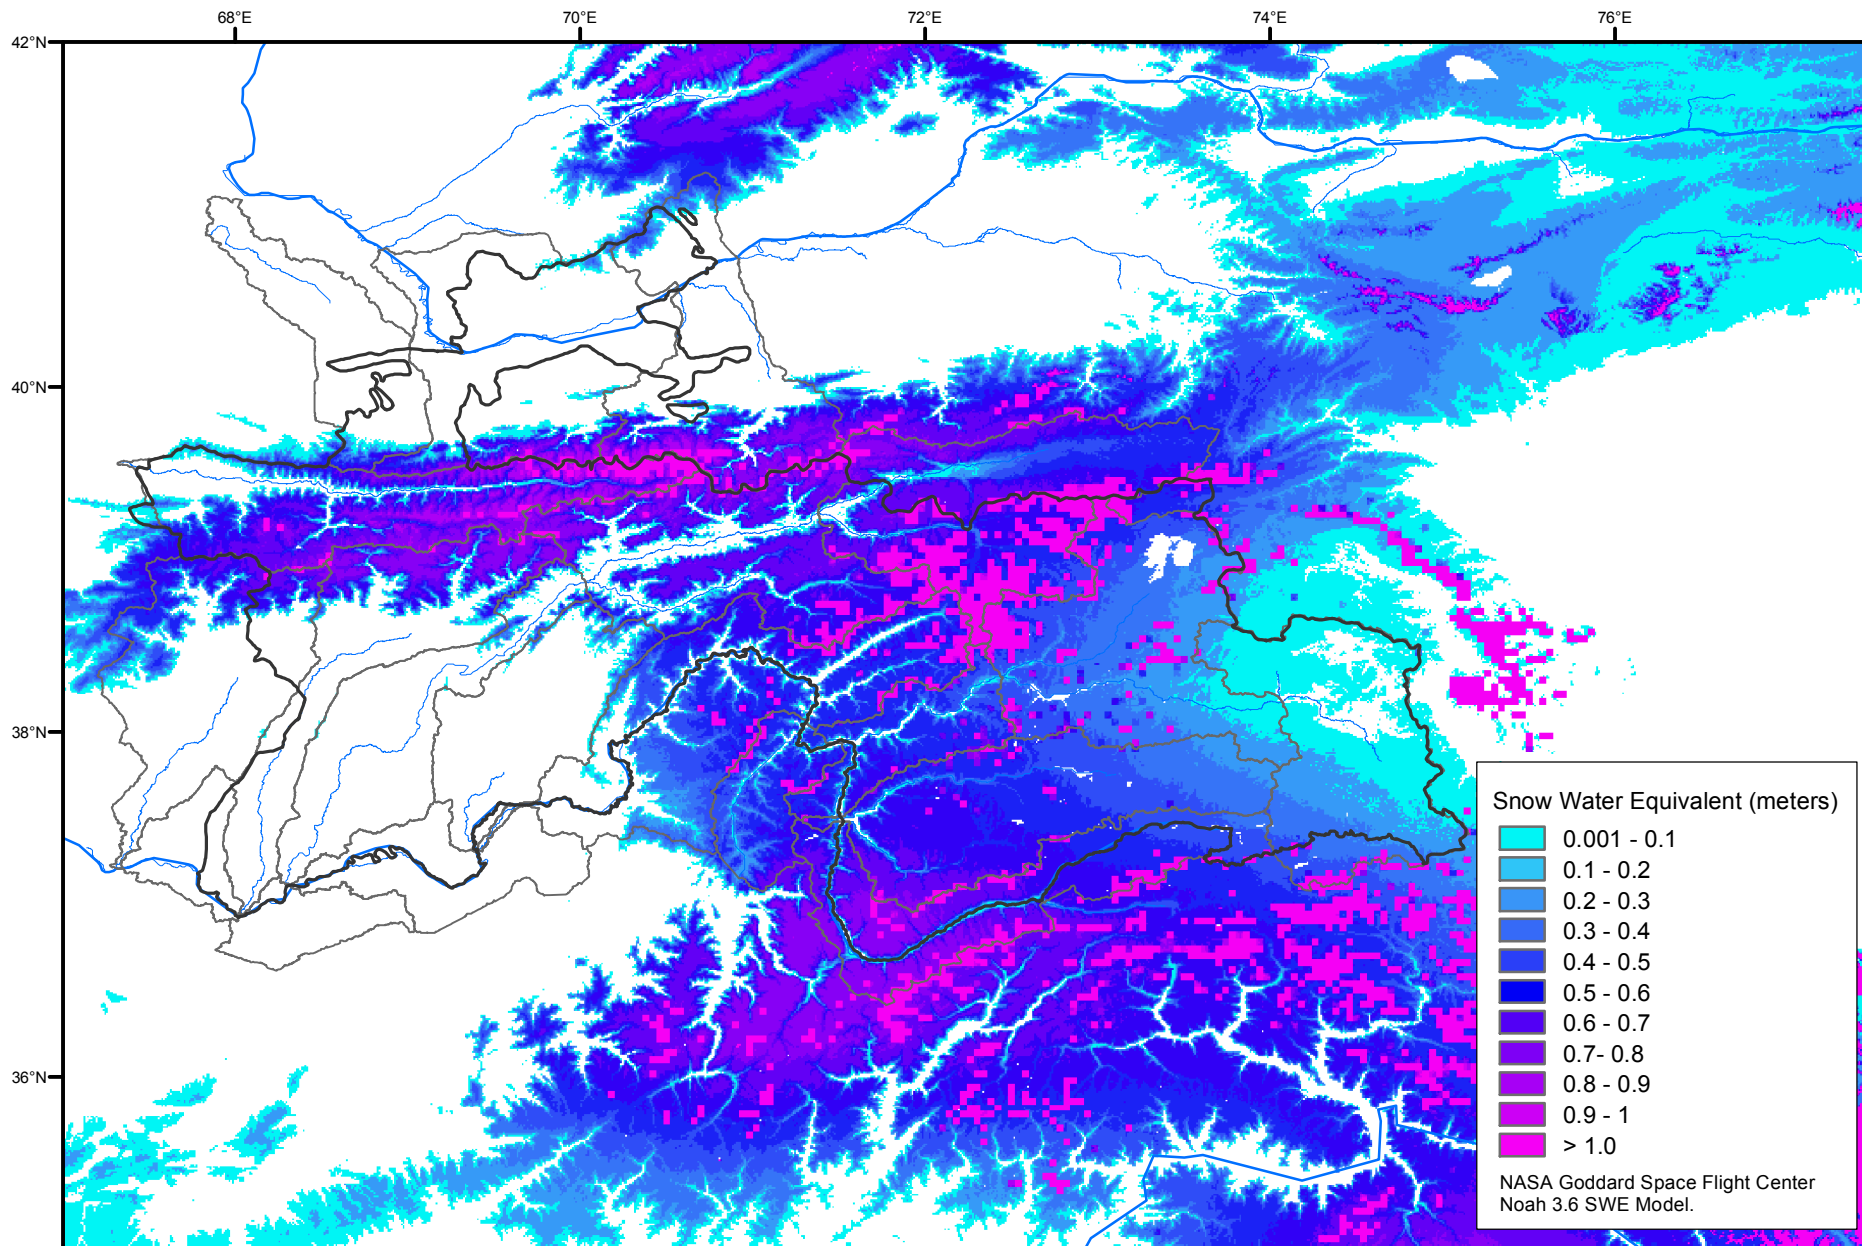 68°E
70°E
72°E
74°E
76°E
42°N
40°N
38°N
36°N
Snow Water Equivalent (meters)
0.001 - 0.1
0.1 - 0.2
0.2 - 0.3
0.3 - 0.4
0.4 - 0.5
0.5 - 0.6
0.6 - 0.7
0.7- 0.8
0.8 - 0.9
0.9 - 1
> 1.0
NASA Goddard Space Flight Center
Noah 3.6 SWE Model.